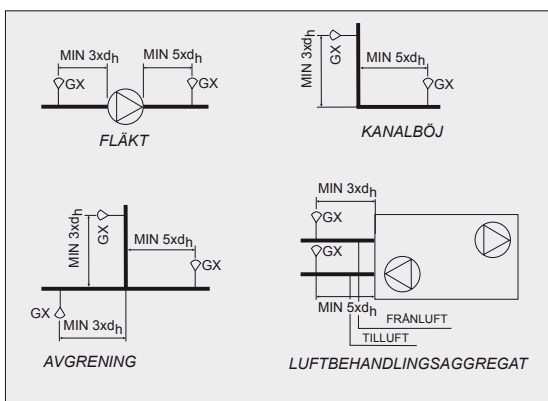 MIN 3xdh
MIN 5xdh
GX
GX
FLÄKT
MIN 3xdh
GX
MIN 5xdh
GX
KANALBÖJ
MIN 3xdh
GX
MIN 5xdh
GX
GX
MIN 3xdh
AVGRENING
MIN 3xdh
GX
GX
MIN 5xdh
FRÅNLUFT
TILLUFT
LUFTBEHANDLINGSAGGREGAT